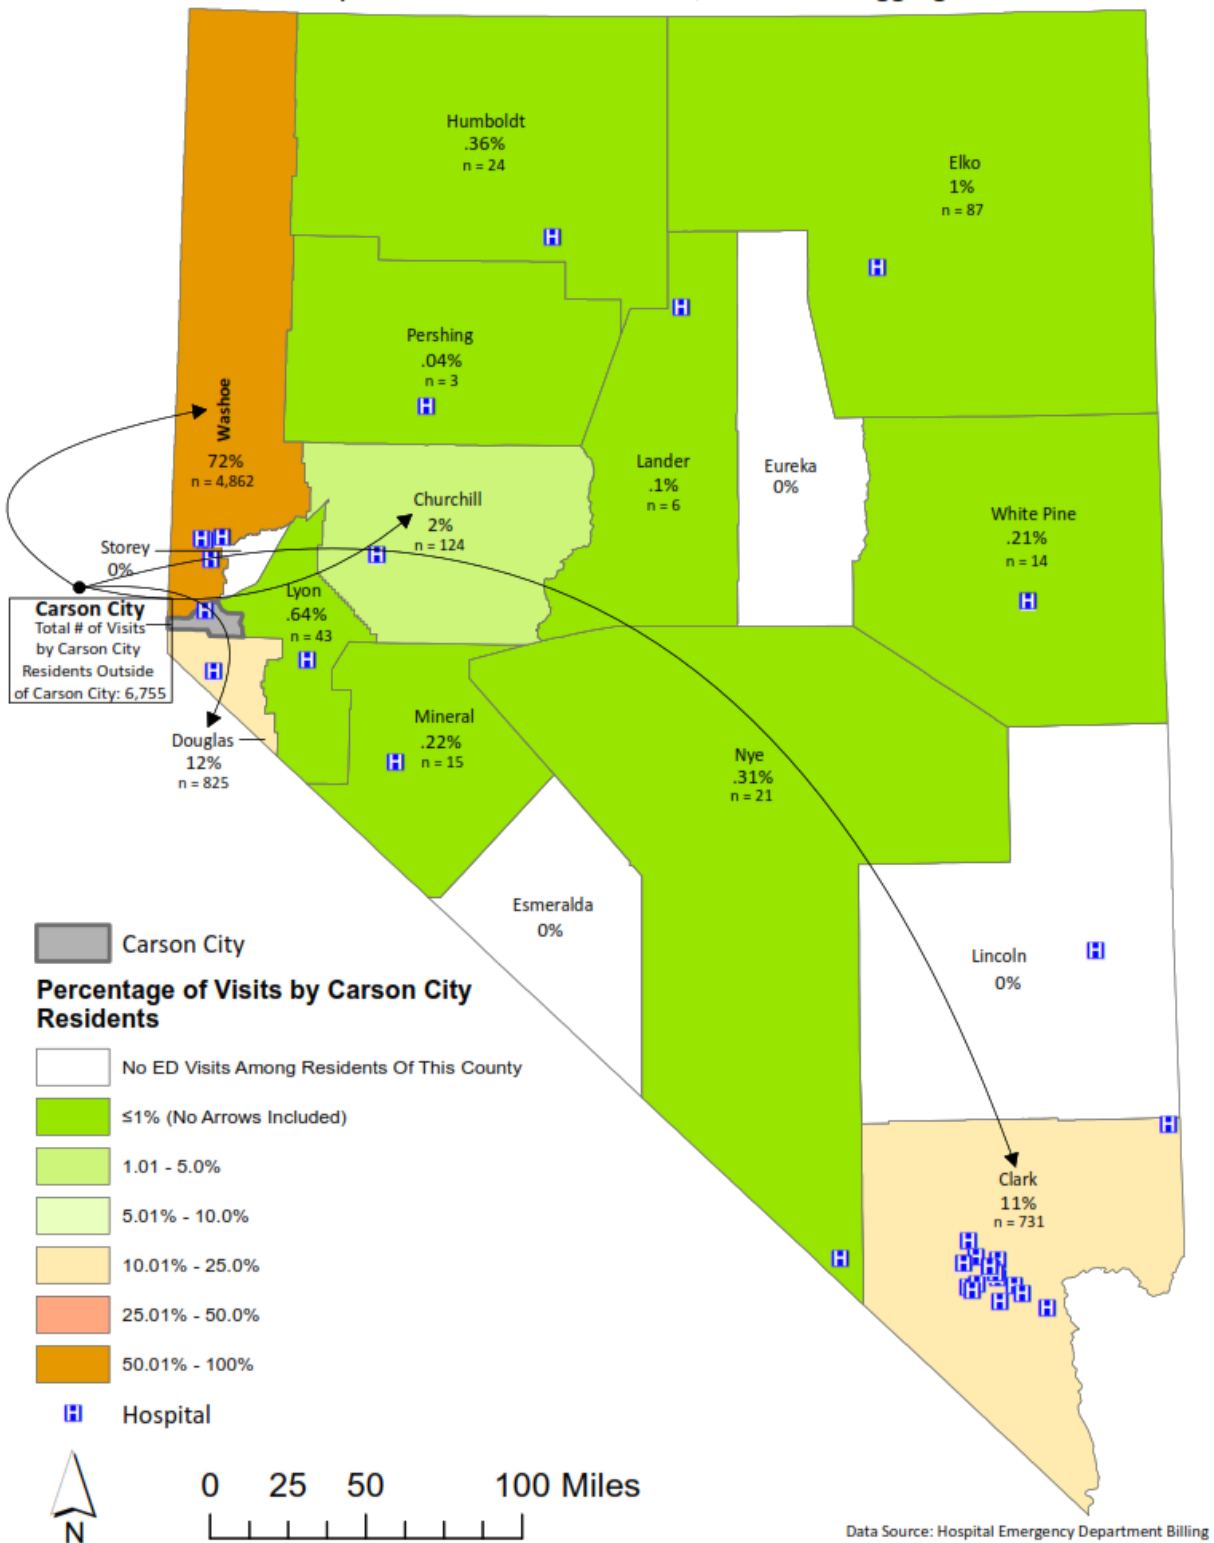 Humboldt
.36%
n = 24
Elko
1%
n = 87
Pershing
.04%
n = 3
Washoe
72%
n = 4,862
Churchill
2%
n = 124
Lander
.1%
n = 6
Eureka
0%
White Pine
.21%
n = 14
Storey
0%
Lyon
.64%
n = 43
Carson City
Total # of Visits
by Carson City
Residents Outside
of Carson City: 6,755
Douglas
12%
n = 825
Mineral
.22%
n = 15
Nye
.31%
n = 21
Esmeralda
0%
Lincoln
0%
Clark
11%
n = 731
Carson City
Percentage of Visits by Carson City
Residents
No ED Visits Among Residents Of This County
≤1% (No Arrows Included)
1.01 - 5.0%
5.01% - 10.0%
10.01% - 25.0%
25.01% - 50.0%
50.01% - 100%
H Hospital
N
0 25 50 100 Miles
Data Source: Hospital Emergency Department Billing